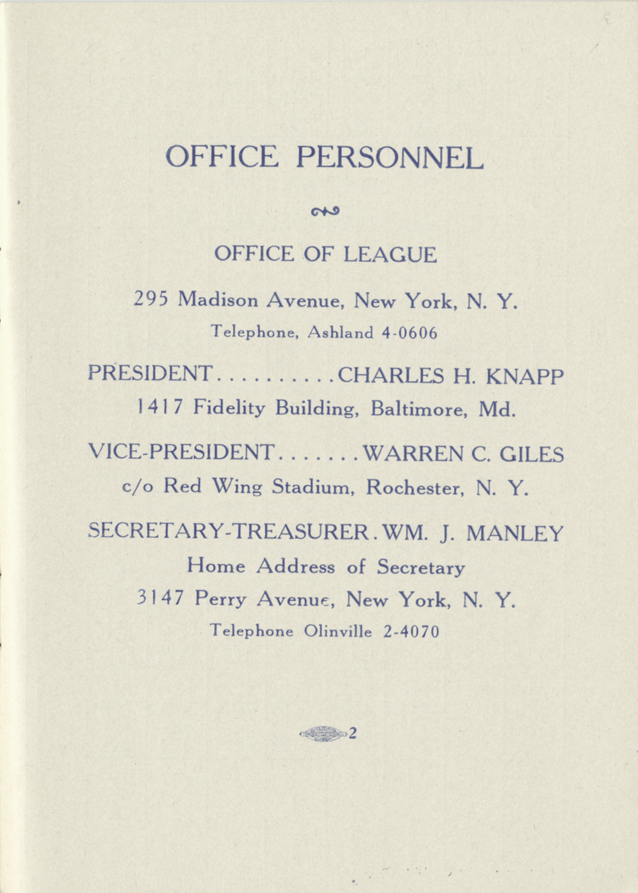 OFFICE PERSONNEL
OFFICE OF LEAGUE
295 Madison Avenue, New York, N. Y.
Telephone, Ashland 4-0606
PRESIDENT..........CHARLES H. KNAPP
1417 Fidelity Building, Baltimore, Md.
VICE-PRESIDENT.......WARREN C. GILES
c/o Red Wing Stadium, Rochester, N. Y.
SECRETARY-TREASURER.WM. J. MANLEY
Home Address of Secretary
3147 Perry Avenue, New York, N. Y.
Telephone Olinville 2-4070
2